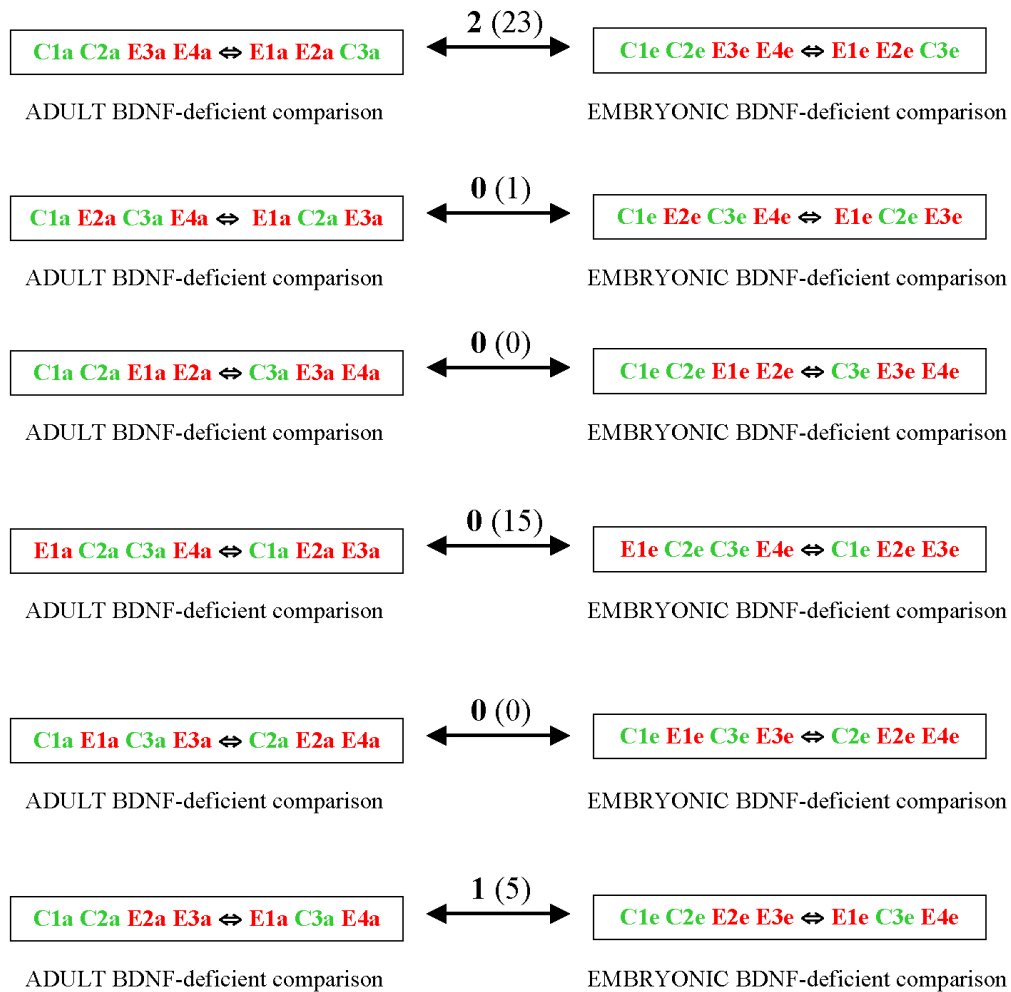 2 (23)
C1a C2a E3a E4a ⇔ E1a E2a C3a
C1e C2e E3e E4e ⇔ E1e E2e C3e
ADULT BDNF-deficient comparison
EMBRYONIC BDNF-deficient comparison
0 (1)
C1a E2a C3a E4a ⇔ E1a C2a E3a
C1e E2e C3e E4e ⇔ E1e C2e E3e
ADULT BDNF-deficient comparison
EMBRYONIC BDNF-deficient comparison
0 (0)
C1a C2a E1a E2a ⇔ C3a E3a E4a
C1e C2e E1e E2e ⇔ C3e E3e E4e
ADULT BDNF-deficient comparison
EMBRYONIC BDNF-deficient comparison
0 (15)
E1a C2a C3a E4a ⇔ C1a E2a E3a
E1e C2e C3e E4e ⇔ C1e E2e E3e
ADULT BDNF-deficient comparison
EMBRYONIC BDNF-deficient comparison
0 (0)
C1a E1a C3a E3a ⇔ C2a E2a E4a
C1e E1e C3e E3e ⇔ C2e E2e E4e
ADULT BDNF-deficient comparison
EMBRYONIC BDNF-deficient comparison
1 (5)
C1a C2a E2a E3a ⇔ E1a C3a E4a
C1e C2e E2e E3e ⇔ E1e C3e E4e
ADULT BDNF-deficient comparison
EMBRYONIC BDNF-deficient comparison